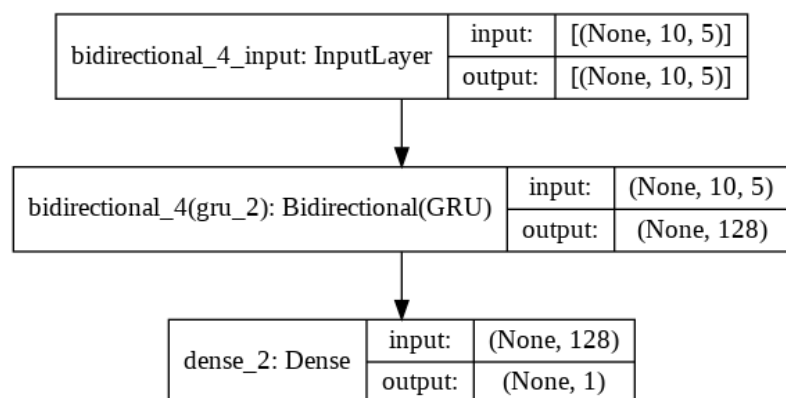 bidirectional_4_input: InputLayer
input: [(None, 10, 5)]
output: [(None, 10, 5)]
bidirectional_4(gru_2): Bidirectional(GRU)
input: (None, 10, 5)
output: (None, 128)
dense_2: Dense
input: (None, 128)
output: (None, 1)